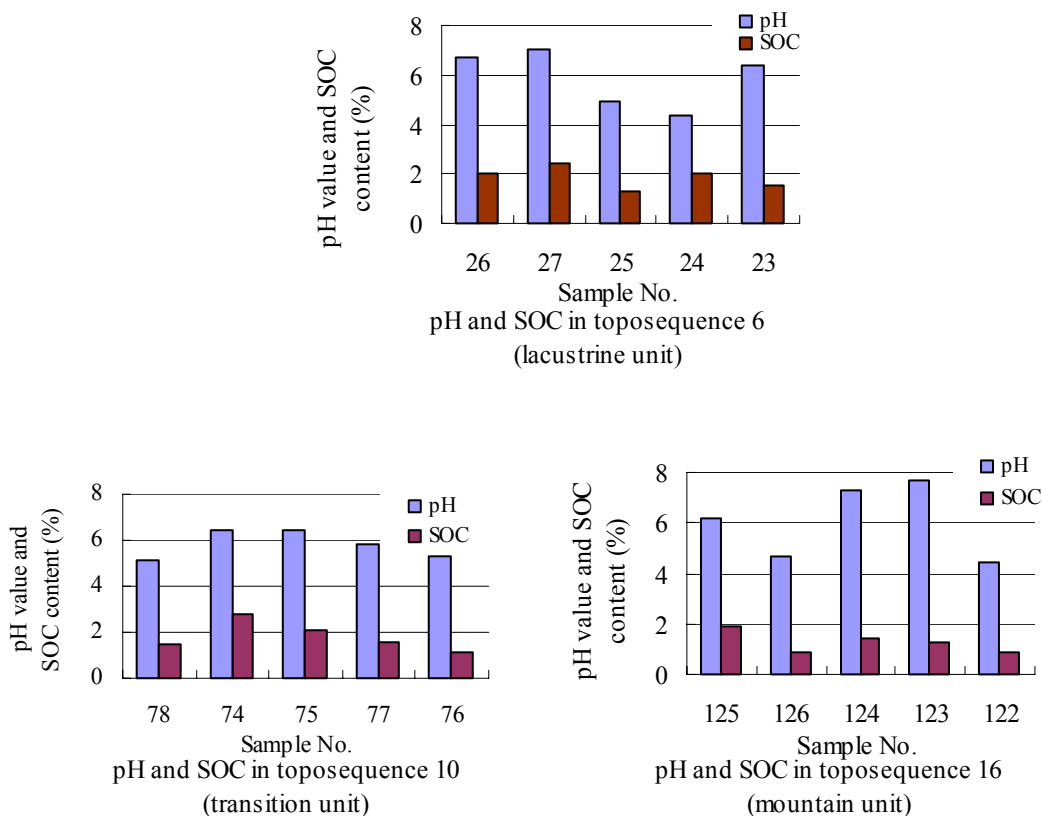 8
6
4
2
0
pH
SOC
pH value and SOC
content (%)
26 27 25 24 23
Sample No.
pH and SOC in toposequence 6
(lacustrine unit)
8
6
4
2
0
pH
SOC
pH value and
SOC content (%)
78 74 75 77 76
Sample No.
pH and SOC in toposequence 10
(transition unit)
8
6
4
2
0
pH
SOC
pH value and SOC
content (%)
125 126 124 123 122
Sample No.
pH and SOC in toposequence 16
(mountain unit)